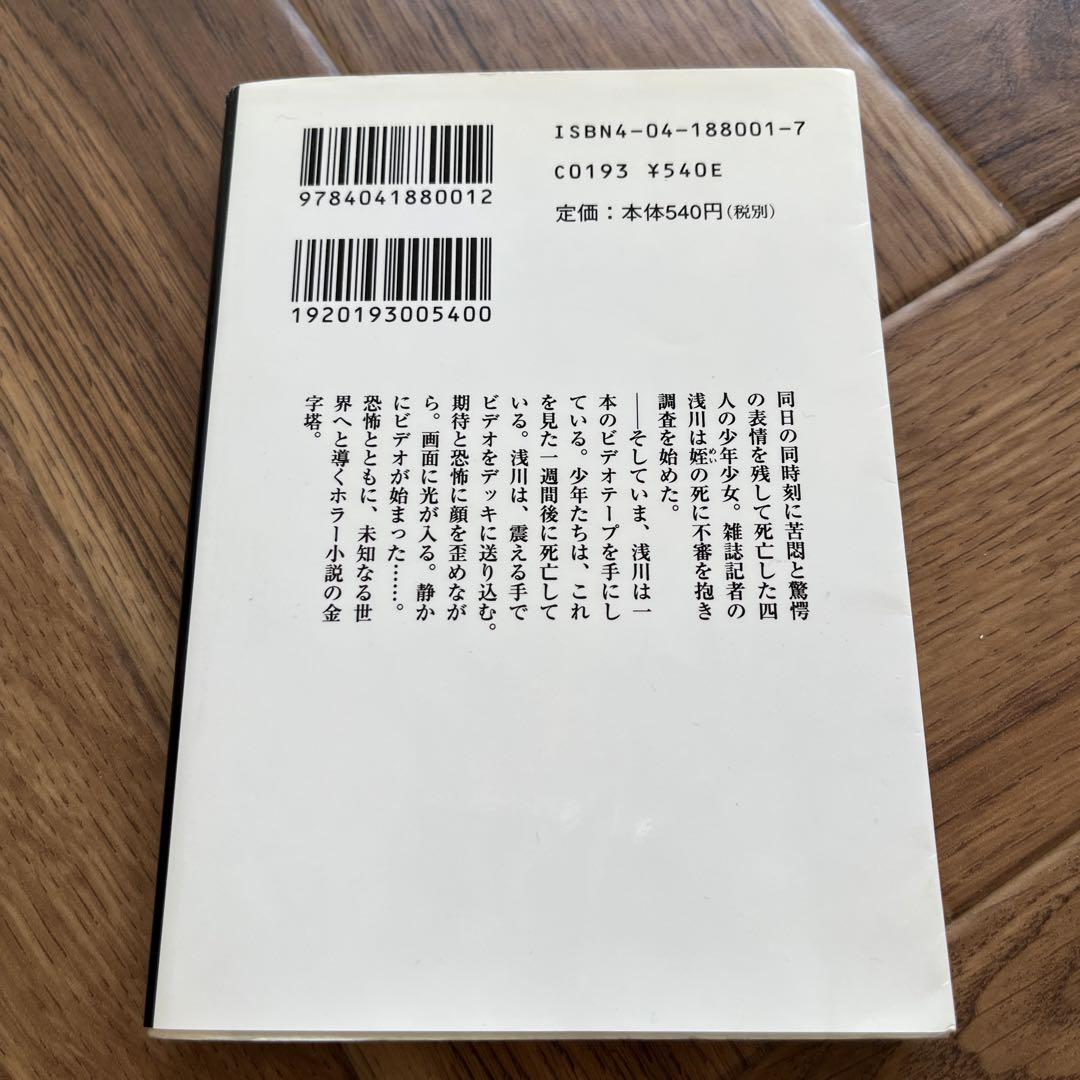 ISBN4-04-188001-7
C0193 ¥540E
定価：本体540円（税別）
9784041880012
1920193005400
同日の同時刻に苦悶と驚愕
の表情を残して死亡した四
人の少年少女。雑誌記者の
浅川は姪の死に不審を抱き
めい
調査を始めた。
――そしていま、浅川は一
本のビデオテープを手にし
ている。少年たちは、これ
を見た一週間後に死亡して
いる。浅川は、震える手で
ビデオをデッキに送り込む。
期待と恐怖に顔を歪めなが
ら。画面に光が入る。静か
にビデオが始まった……。
恐怖とともに、未知なる世
界へと導くホラー小説の金
字塔。